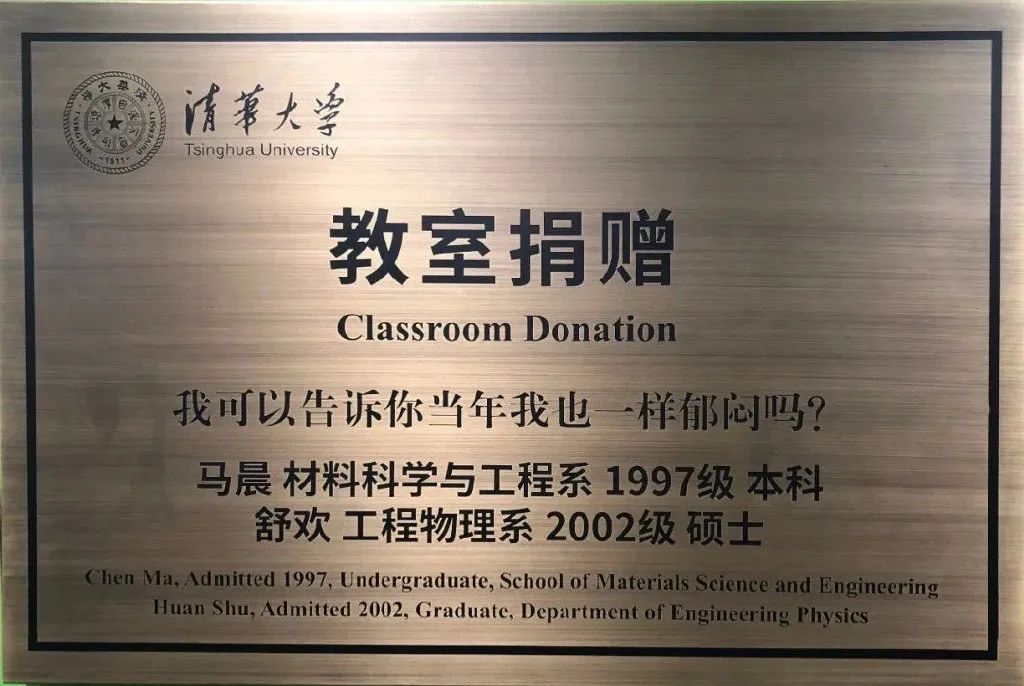 清華大学
Tsinghua University
TSINGHUA UNIVERSITY
-1911-
教室捐赠
Classroom Donation
我可以告诉你当年我也一样郁闷吗?
马晨 材料科学与工程系 1997级 本科
舒欢 工程物理系 2002级 硕士
Chen Ma, Admitted 1997, Undergraduate, School of Materials Science and Engineering
Huan Shu, Admitted 2002, Graduate, Department of Engineering Physics